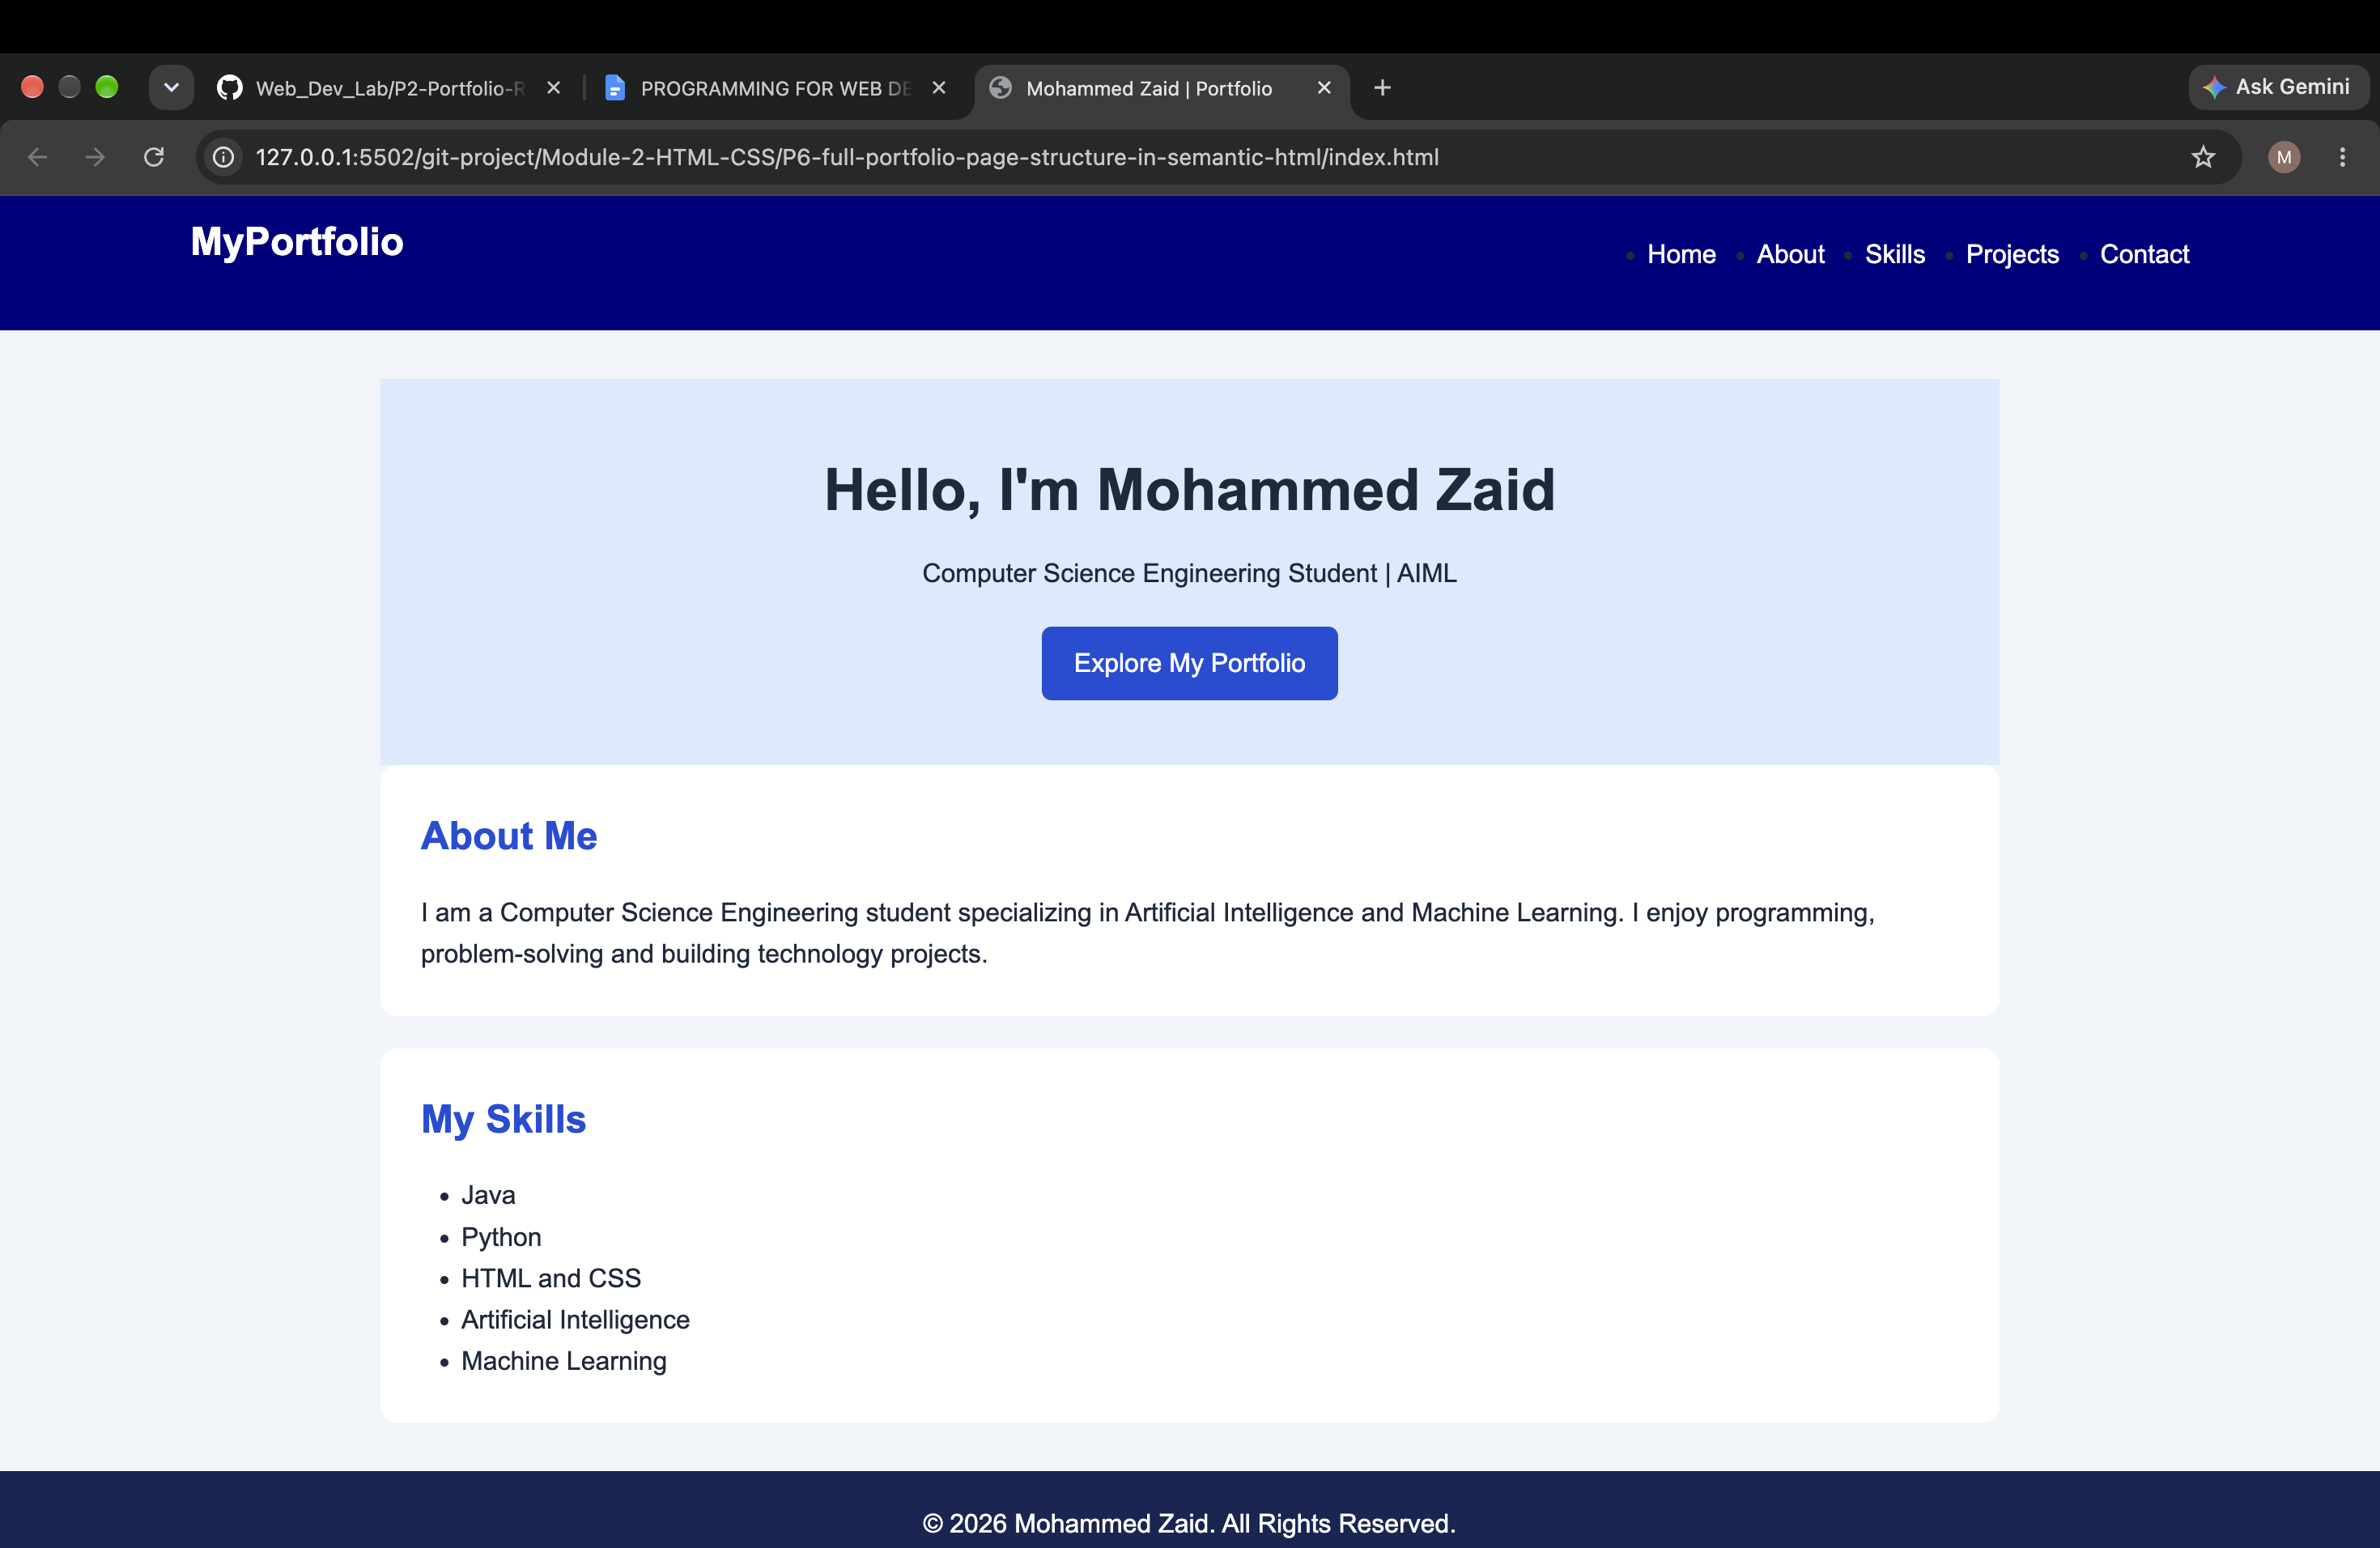 Web_Dev_Lab/P2-Portfolio-R
PROGRAMMING FOR WEB DE
Mohammed Zaid | Portfolio
Ask Gemini
127.0.0.1:5502/git-project/Module-2-HTML-CSS/P6-full-portfolio-page-structure-in-semantic-html/index.html
M
MyPortfolio
• Home • About • Skills • Projects • Contact
Hello, I'm Mohammed Zaid
Computer Science Engineering Student | AIML
Explore My Portfolio
About Me
I am a Computer Science Engineering student specializing in Artificial Intelligence and Machine Learning. I enjoy programming,
problem-solving and building technology projects.
My Skills
• Java
• Python
• HTML and CSS
• Artificial Intelligence
• Machine Learning
© 2026 Mohammed Zaid. All Rights Reserved.